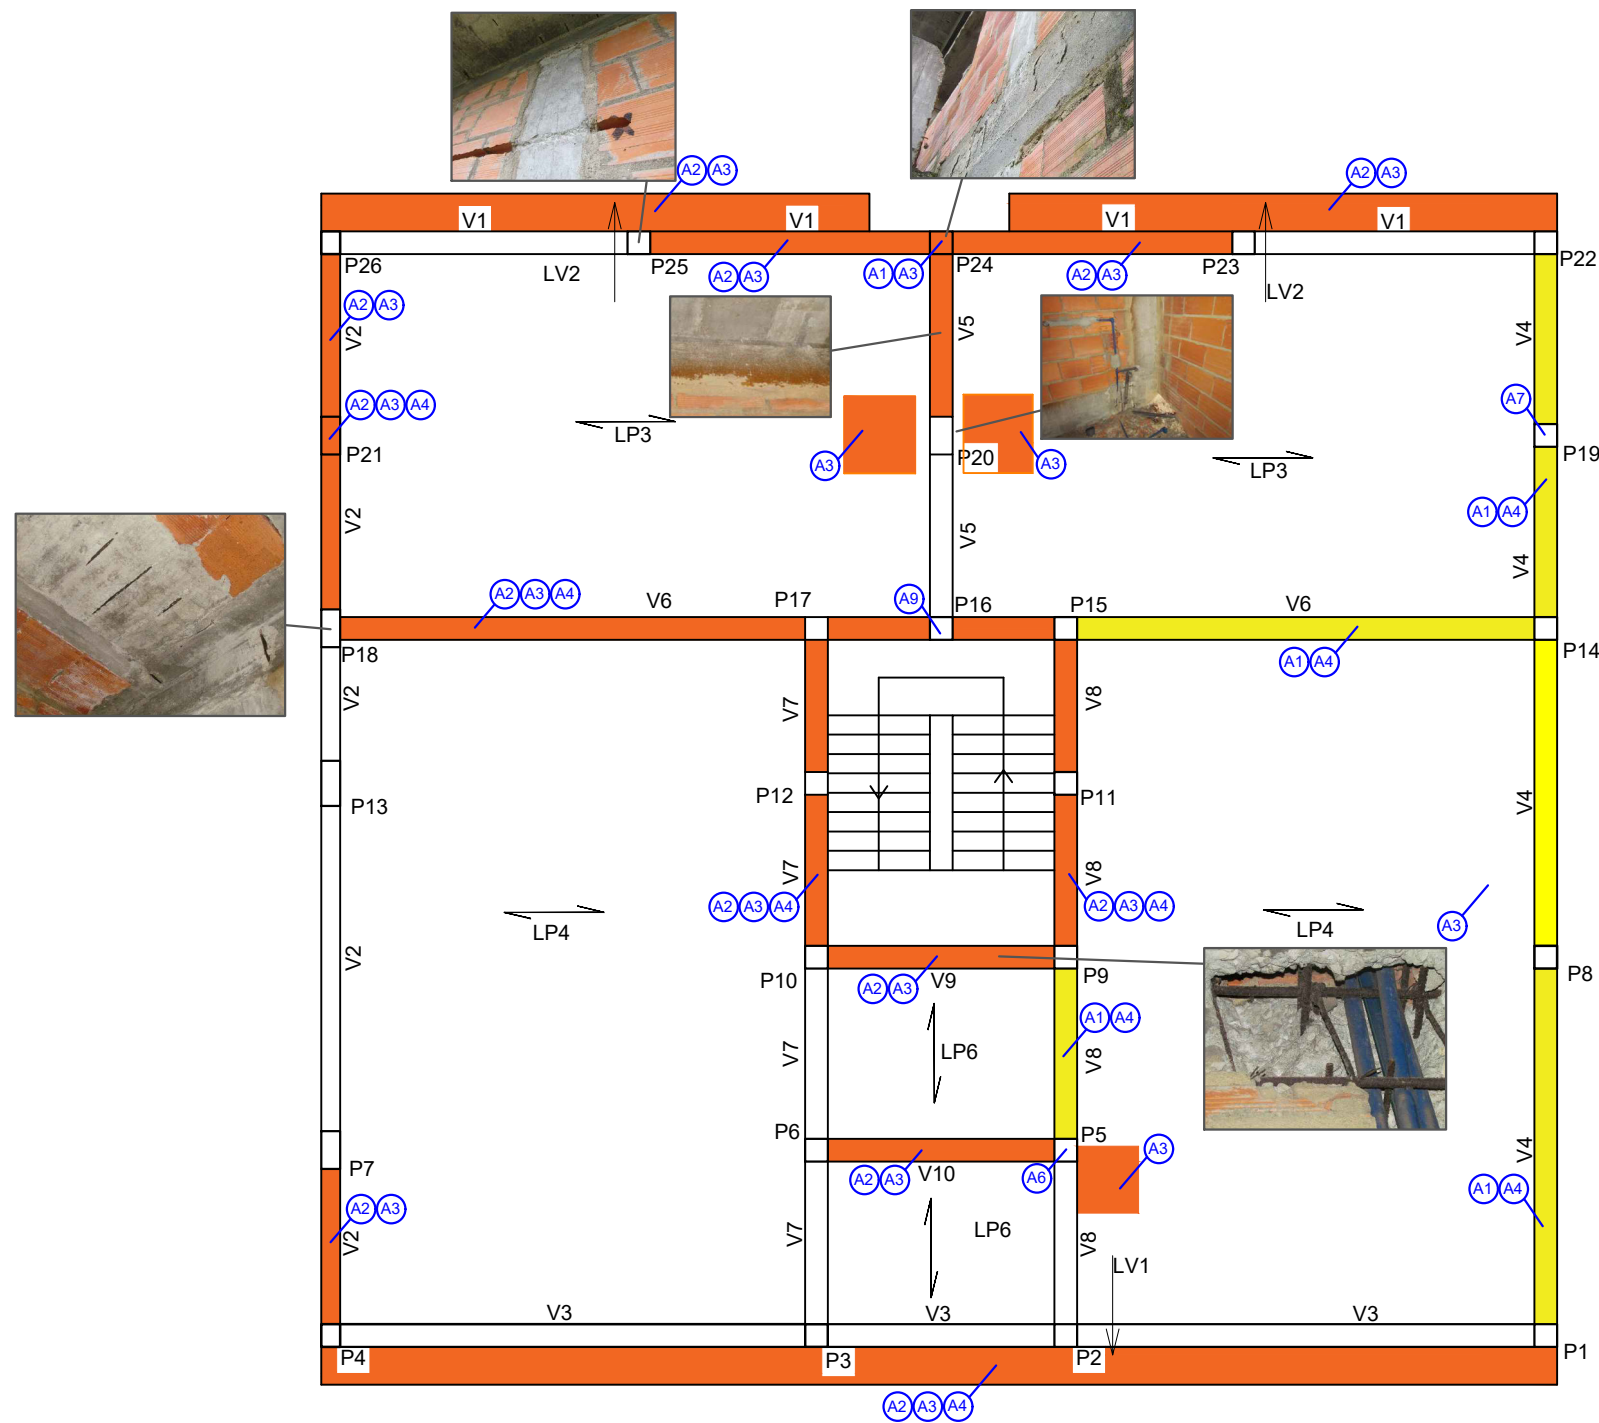 A2 A3
A2 A3
V1 V1 V1 V1
P26 LV2 P25 A2 A3 A1 A3 P24 A2 A3 P23 LV2 P22
A2 A3
V2 V5 V4
A2 A3 A4 A7
LP3 P21 A3 P20 A3 LP3 P19
V2 V5 A1 A4 V4
A2 A3 A4 V6 P17 A9 P16 P15 V6
P18 A1 A4 P14
V2 V7 V8
P13 P12 P11 V4
V7 V8
A2 A3 A4 A2 A3 A4
LP4 LP4 A3
V2 P10 A2 A3 V9 P9 P8
A1 A4
V7 LP6 V8
P6 P5
P7 A2 A3 V10 A6 A3 V4
A2 A3 A1 A4
V2 V7 LP6 V8
LV1
V3 V3 V3
P4 P3 P2 P1
A2 A3 A4